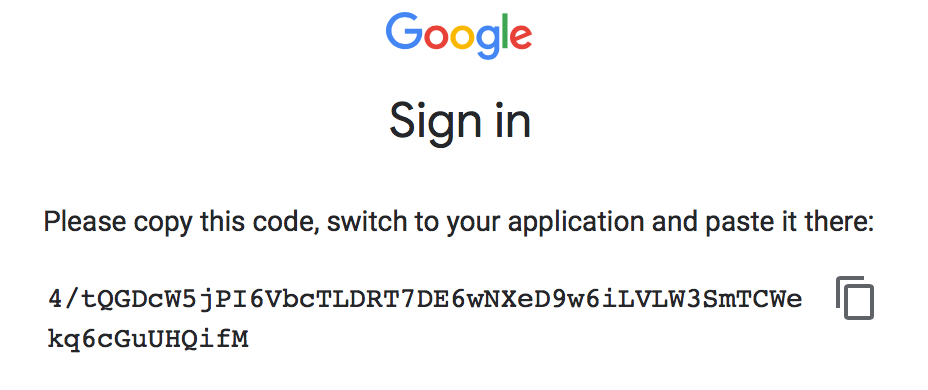 Google
Sign in
Please copy this code, switch to your application and paste it there:
4/tQGDcW5jPI6VbcTLDRT7DE6wNXeD9w6iLVLW3SmTCWe
kq6cGuUHQifM